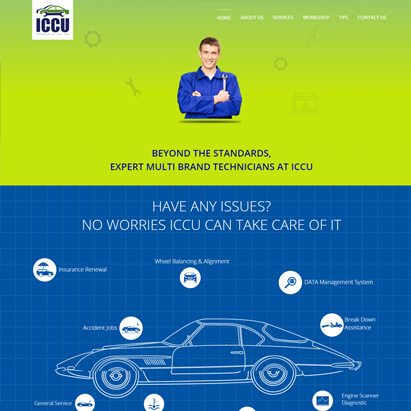 ICCU
HOME ABOUT US SERVICES WORKSHOP TIPS CONTACT US
BEYOND THE STANDARDS,
EXPERT MULTI BRAND TECHNICIANS AT ICCU
HAVE ANY ISSUES?
NO WORRIES ICCU CAN TAKE CARE OF IT
Wheel Balancing & Alignment
Insurance Renewal
DATA Management System
Accident Jobs
Break Down
Assistance
General Service
Engine Scanner
Diagnostic